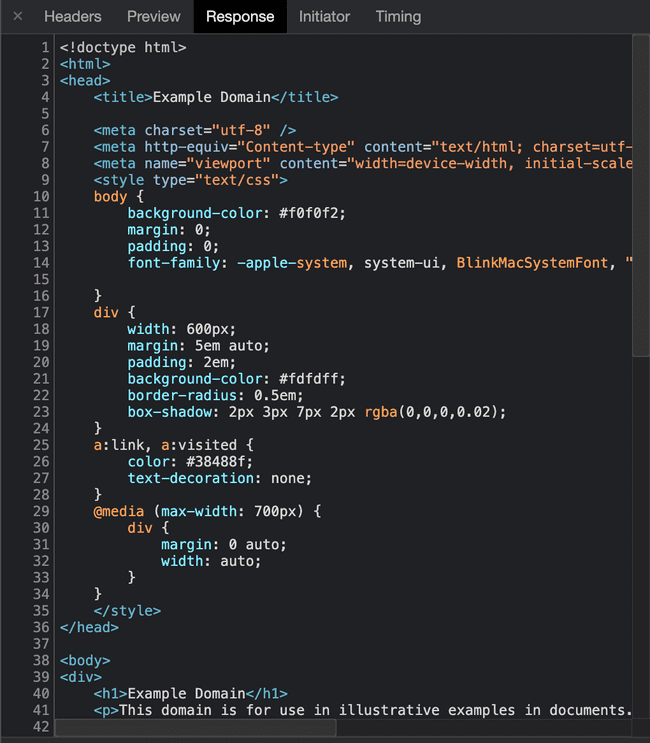 × Headers Preview Response Initiator Timing
1 <!doctype html>
2 <html>
3 <head>
4     <title>Example Domain</title>
5
6     <meta charset="utf-8" />
7     <meta http-equiv="Content-type" content="text/html; charset=utf-
8     <meta name="viewport" content="width=device-width, initial-scale
9     <style type="text/css">
10     body {
11         background-color: #f0f0f2;
12         margin: 0;
13         padding: 0;
14         font-family: -apple-system, system-ui, BlinkMacSystemFont, "
15
16     }
17     div {
18         width: 600px;
19         margin: 5em auto;
20         padding: 2em;
21         background-color: #fdfdff;
22         border-radius: 0.5em;
23         box-shadow: 2px 3px 7px 2px rgba(0,0,0,0.02);
24     }
25     a:link, a:visited {
26         color: #38488f;
27         text-decoration: none;
28     }
29     @media (max-width: 700px) {
30         div {
31             margin: 0 auto;
32             width: auto;
33         }
34     }
35     </style>
36 </head>
37
38 <body>
39 <div>
40     <h1>Example Domain</h1>
41     <p>This domain is for use in illustrative examples in documents.
42